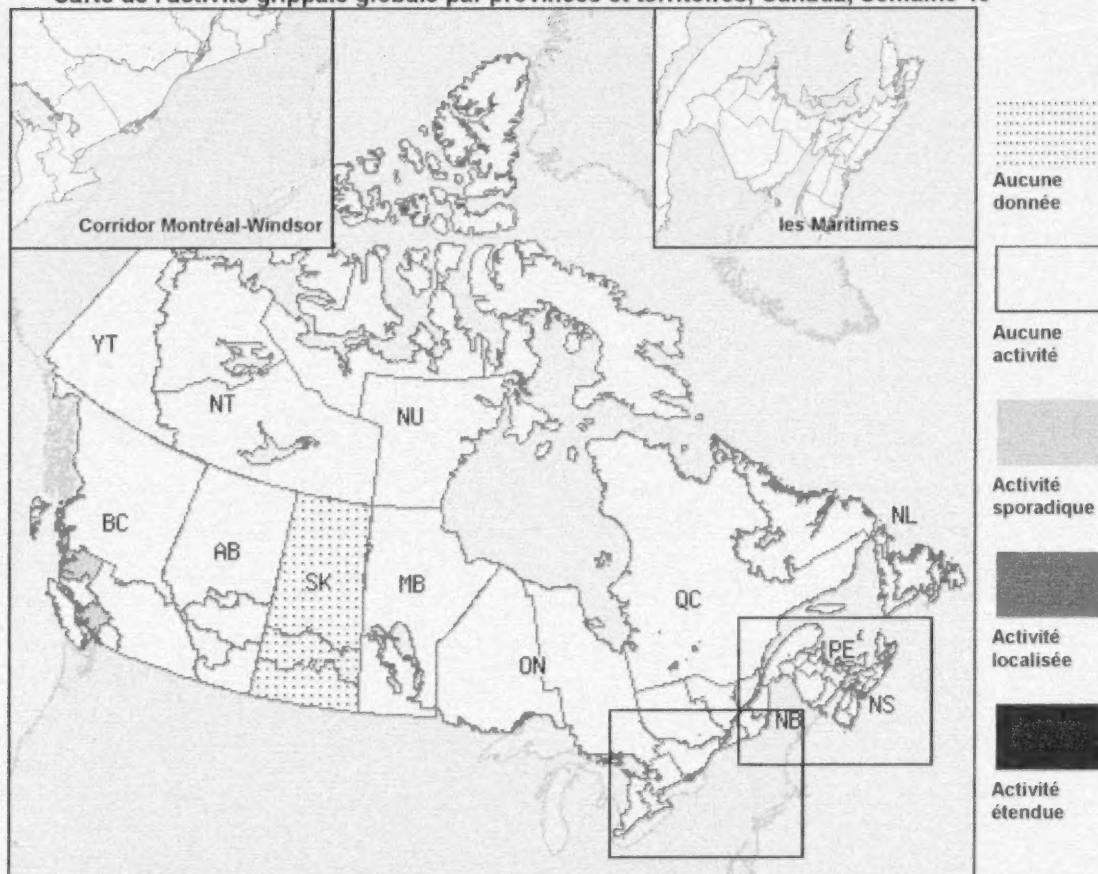 Corridor Montréal-Windsor
les Maritimes
Aucune
donnée
Aucune
activité
Activité
sporadique
Activité
localisée
Activité
étendue
YT
NT
NU
BC
AB
SK
MB
ON
QC
NL
PE
NB
NS